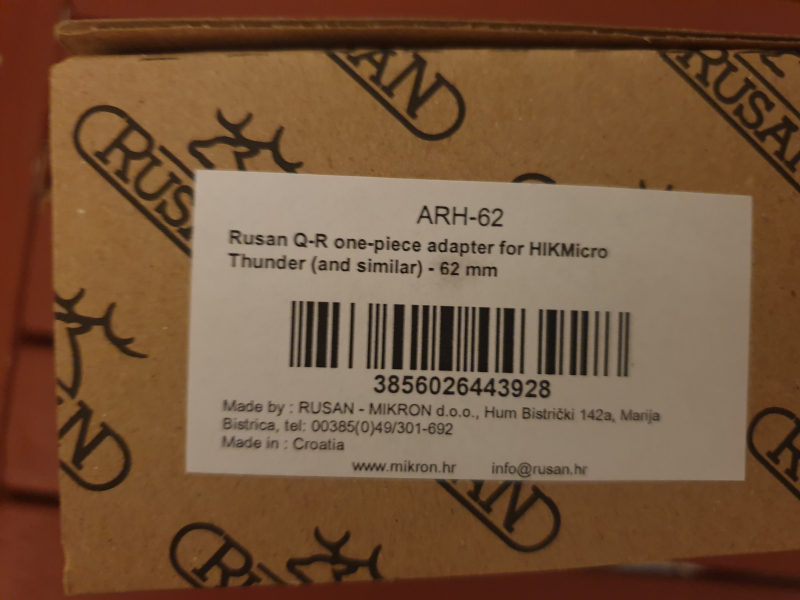 RUSAN
RUSAN
RUSAN
ARH-62
Rusan Q-R one-piece adapter for HIKMicro
Thunder (and similar) - 62 mm
3856026443928
Made by : RUSAN - MIKRON d.o.o., Hum Bistrički 142a, Marija
Bistrica, tel: 00385(0)49/301-692
Made in : Croatia
www.mikron.hr info@rusan.hr